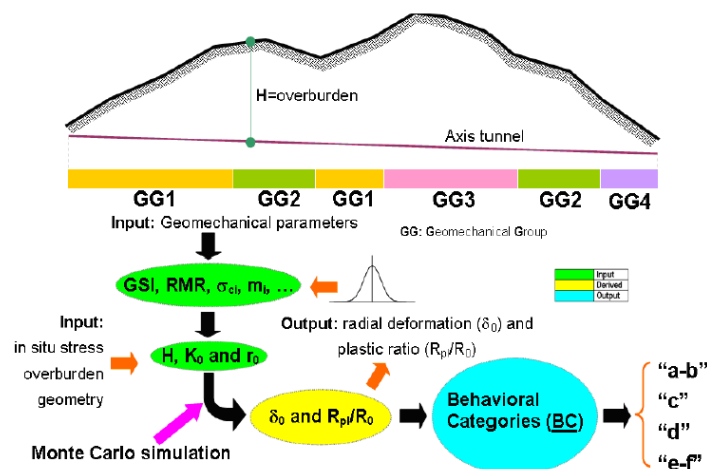 H=overburden
Axis tunnel
GG1 GG2 GG1 GG3 GG2 GG4
Input: Geomechanical parameters
GG: Geomechanical Group
GSI, RMR, σci, mi, ...
Input
Derived
Output
Input:
in situ stress
overburden
geometry
Output: radial deformation (δ0) and
plastic ratio (Rpl/R0)
H, K0 and r0
δ0 and Rpl/R0
Behavioral
Categories (BC)
"a-b"
"c"
"d"
"e-f"
Monte Carlo simulation